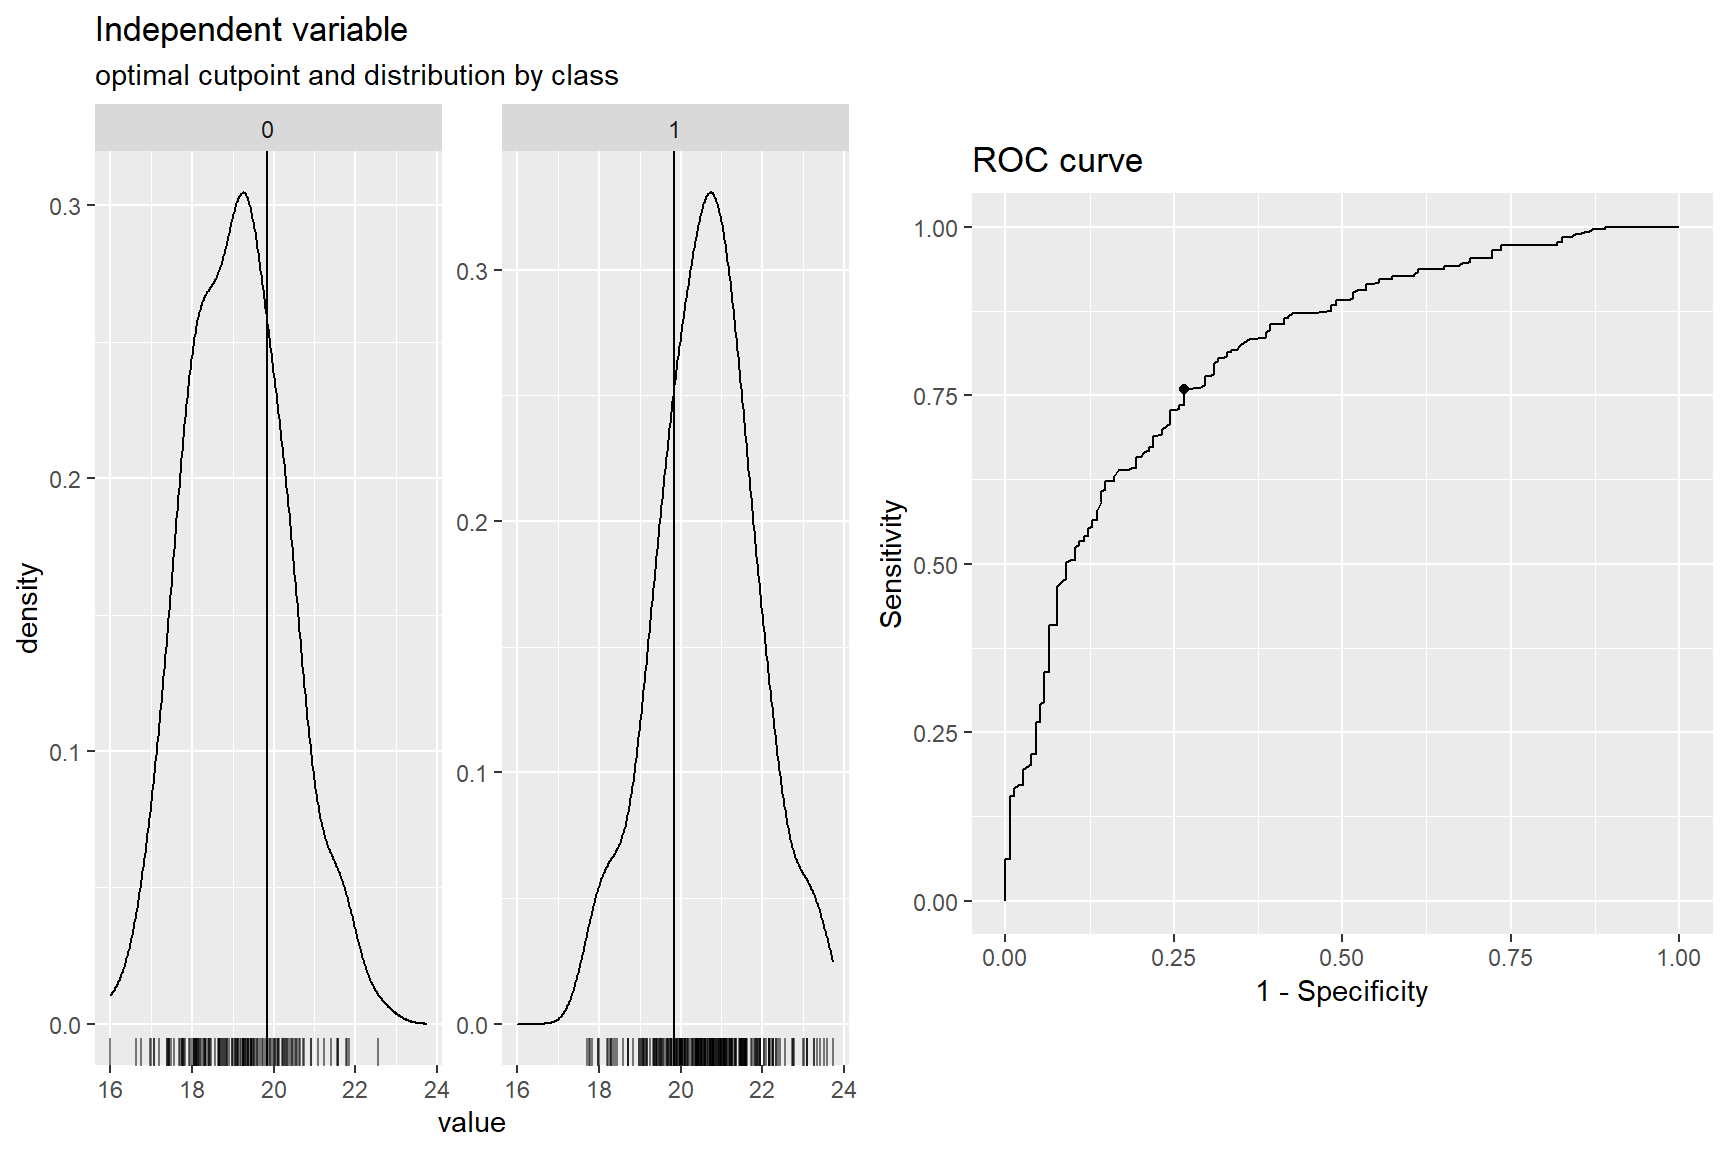 Independent variable
optimal cutpoint and distribution by class
0
1
density
0.3
0.2
0.1
0.0
0.3
0.2
0.1
0.0
16 18 20 22 24
16 18 20 22 24
value
ROC curve
Sensitivity
1.00
0.75
0.50
0.25
0.00
0.00 0.25 0.50 0.75 1.00
1 - Specificity